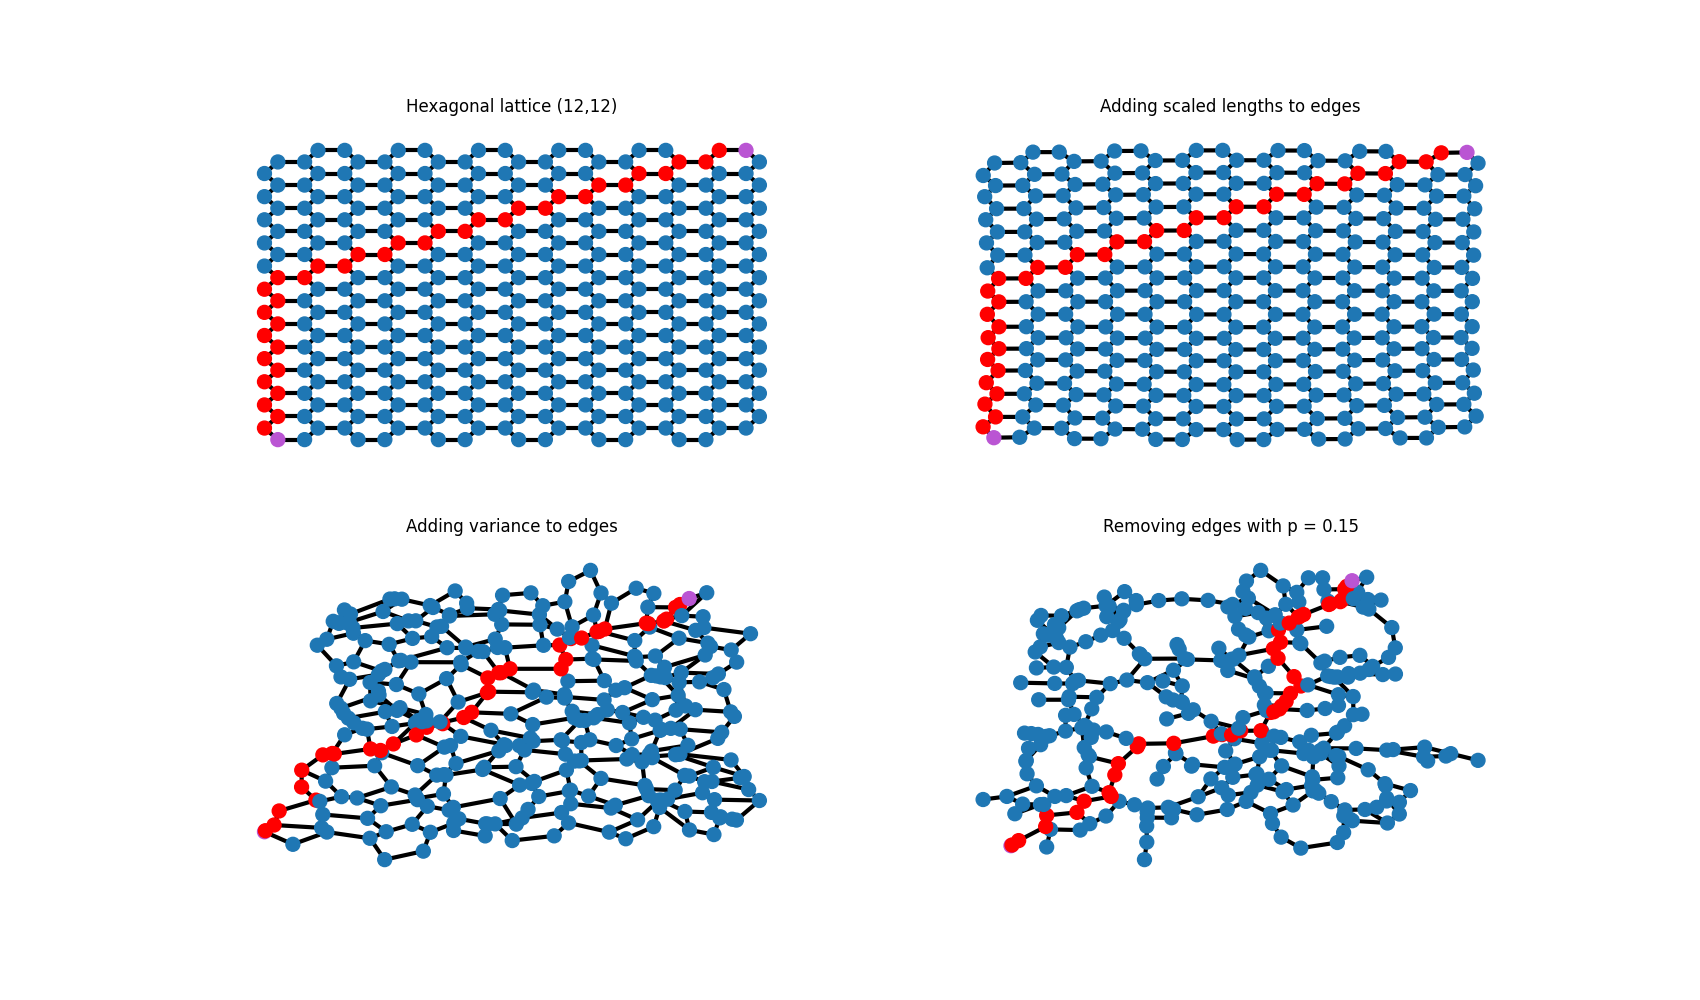 Hexagonal lattice (12,12)
Adding scaled lengths to edges
Adding variance to edges
Removing edges with p = 0.15